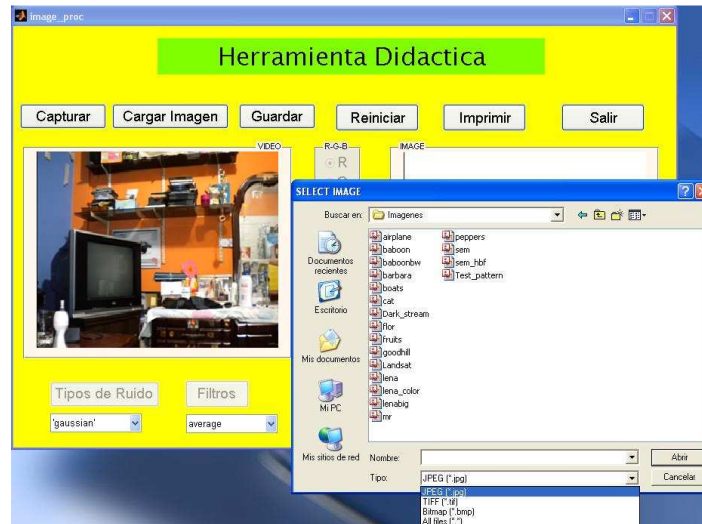 image_proc
Herramienta Didactica
Capturar Cargar Imagen Guardar Reiniciar Imprimir Salir
VIDEO R-G-B IMAGE
R
SELECT IMAGE
Buscar en: Imagenes
Documentos recientes
Escritorio
Mis documentos
Mi PC
Mis sitios de red
airplane
baboon
baboonbw
barbara
boats
cat
Dark_stream
flor
fruits
goodhill
Landsat
lena
lena_color
lenabig
mr
peppers
sem
sem_hbf
Test_pattern
Tipos de Ruido Filtros
'gaussian' average
Nombre: Abrir
Tipo: JPEG (*.jpg) Cancelar
JPEG (*.jpg)
TIFF (*.tif)
Bitmap (*.bmp)
All files (*.*)